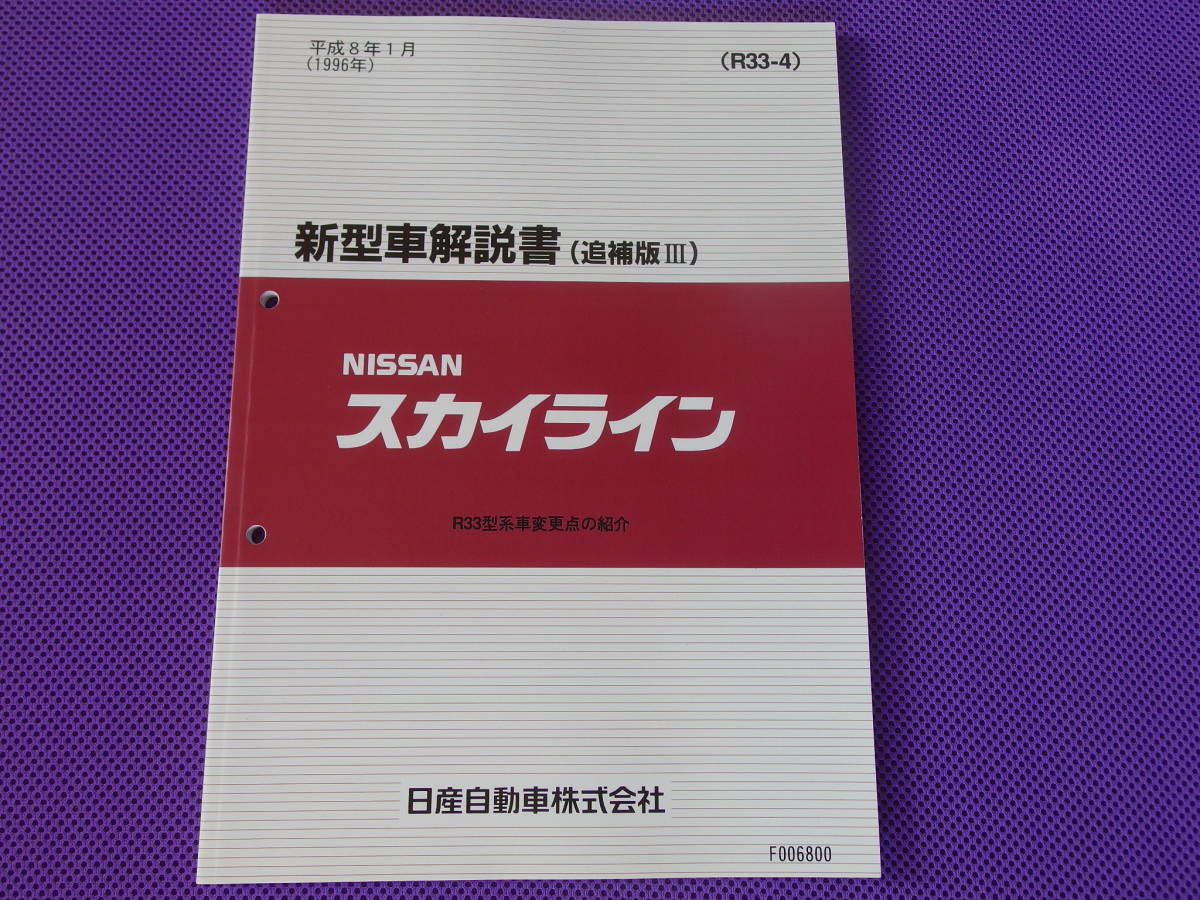 平成8年1月
(1996年)
(R33-4)
新型車解説書(追補版Ⅲ)
NISSAN
スカイライン
R33型系車変更点の紹介
日産自動車株式会社
F006800